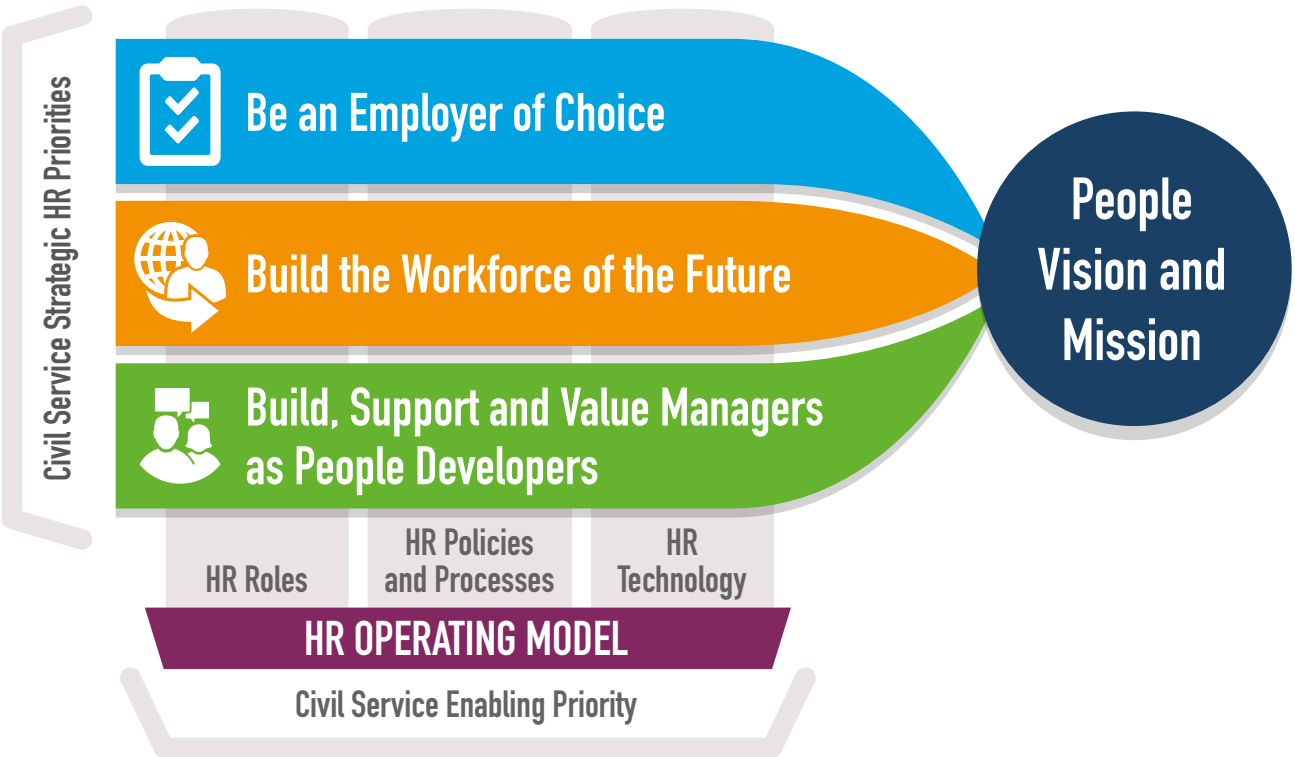 Civil Service Strategic HR Priorities
Be an Employer of Choice
Build the Workforce of the Future
Build, Support and Value Managers
as People Developers
People
Vision and
Mission
HR Roles
HR Policies
and Processes
HR
Technology
HR OPERATING MODEL
Civil Service Enabling Priority